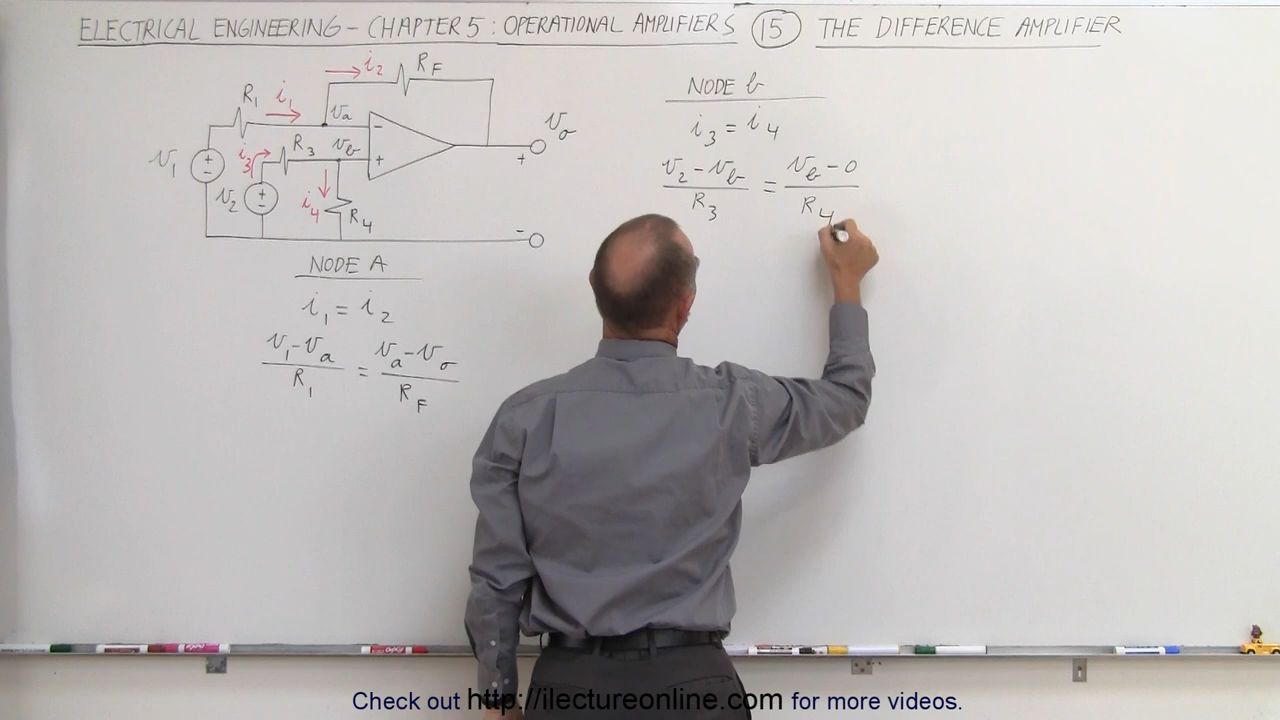 ELECTRICAL ENGINEERING – CHAPTER 5 : OPERATIONAL AMPLIFIERS 15 THE DIFFERENCE AMPLIFIER
i₂ R_F
R₁ i₁ v_a − v_o
v₁ i₃ R₃ v_b + +
v₂ i₄ R₄ −
NODE A
i₁ = i₂
(v₁ - v_a)/R₁ = (v_a - v_o)/R_F
NODE b
i₃ = i₄
(v₂ - v_b)/R₃ = (v_b - 0)/R₄
Check out http://ilectureonline.com for more videos.